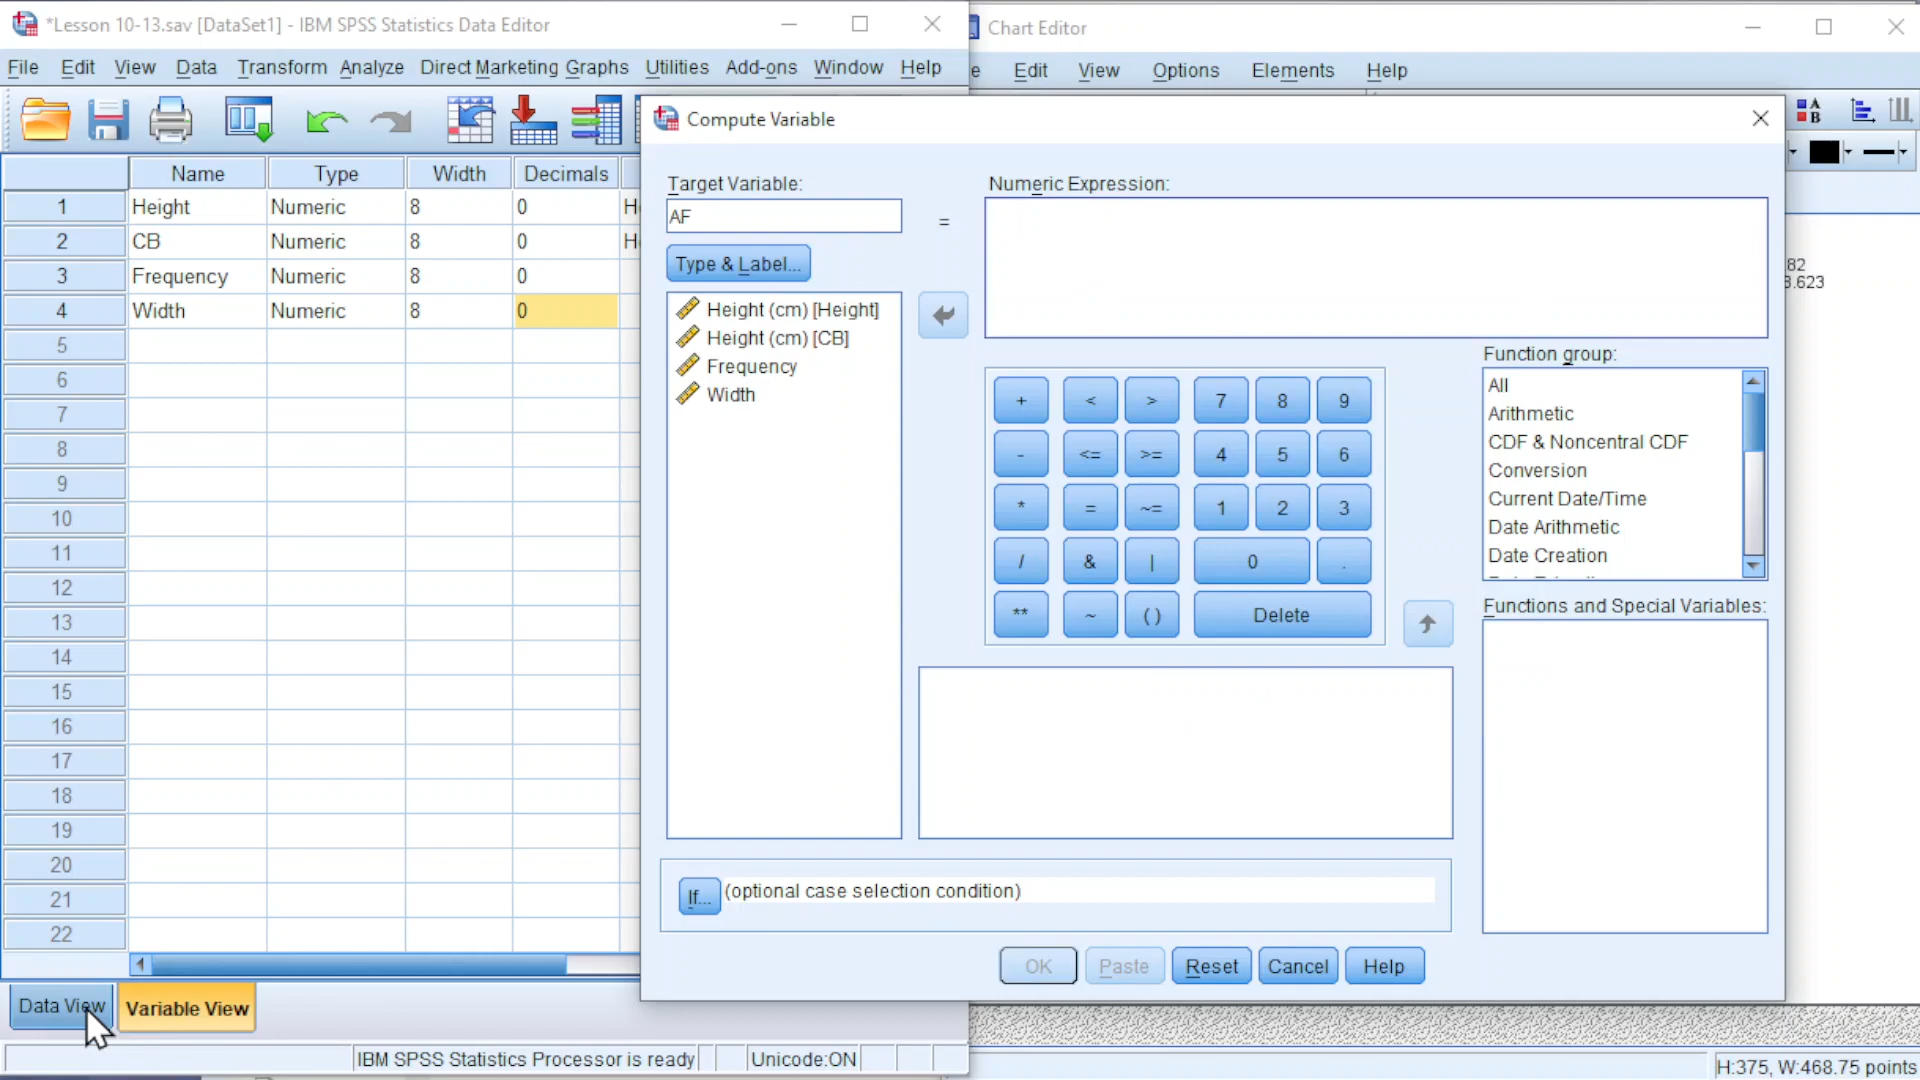 *Lesson 10-13.sav [DataSet1] - IBM SPSS Statistics Data Editor
File Edit View Data Transform Analyze Direct Marketing Graphs Utilities Add-ons Window Help
Name Type Width Decimals
1 Height Numeric 8 0
2 CB Numeric 8 0
3 Frequency Numeric 8 0
4 Width Numeric 8 0
5
6
7
8
9
10
11
12
13
14
15
16
17
18
19
20
21
22
Data View Variable View
IBM SPSS Statistics Processor is ready Unicode:ON
Chart Editor
e Edit View Options Elements Help
A
B
82
3.623
H:375, W:468.75 points
Compute Variable
Target Variable:
AF
=
Numeric Expression:
Type & Label...
Height (cm) [Height]
Height (cm) [CB]
Frequency
Width
+ < > 7 8 9
- <= >= 4 5 6
* = ~= 1 2 3
/ & | 0 .
** ~ ( ) Delete
Function group:
All
Arithmetic
CDF & Noncentral CDF
Conversion
Current Date/Time
Date Arithmetic
Date Creation
Functions and Special Variables:
If... (optional case selection condition)
OK Paste Reset Cancel Help